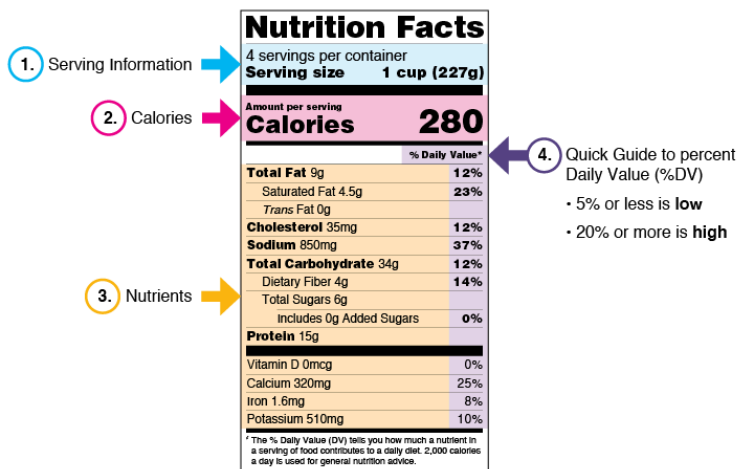 Nutrition Facts
4 servings per container
Serving size 1 cup (227g)
1. Serving Information
Amount per serving
2. Calories
Calories 280
% Daily Value*
4. Quick Guide to percent
Daily Value (%DV)
• 5% or less is low
• 20% or more is high
Total Fat 9g 12%
Saturated Fat 4.5g 23%
Trans Fat 0g
Cholesterol 35mg 12%
Sodium 850mg 37%
Total Carbohydrate 34g 12%
Dietary Fiber 4g 14%
3. Nutrients
Total Sugars 6g
Includes 0g Added Sugars 0%
Protein 15g
Vitamin D 0mcg 0%
Calcium 320mg 25%
Iron 1.6mg 8%
Potassium 510mg 10%
* The % Daily Value (DV) tells you how much a nutrient in
a serving of food contributes to a daily diet. 2,000 calories
a day is used for general nutrition advice.